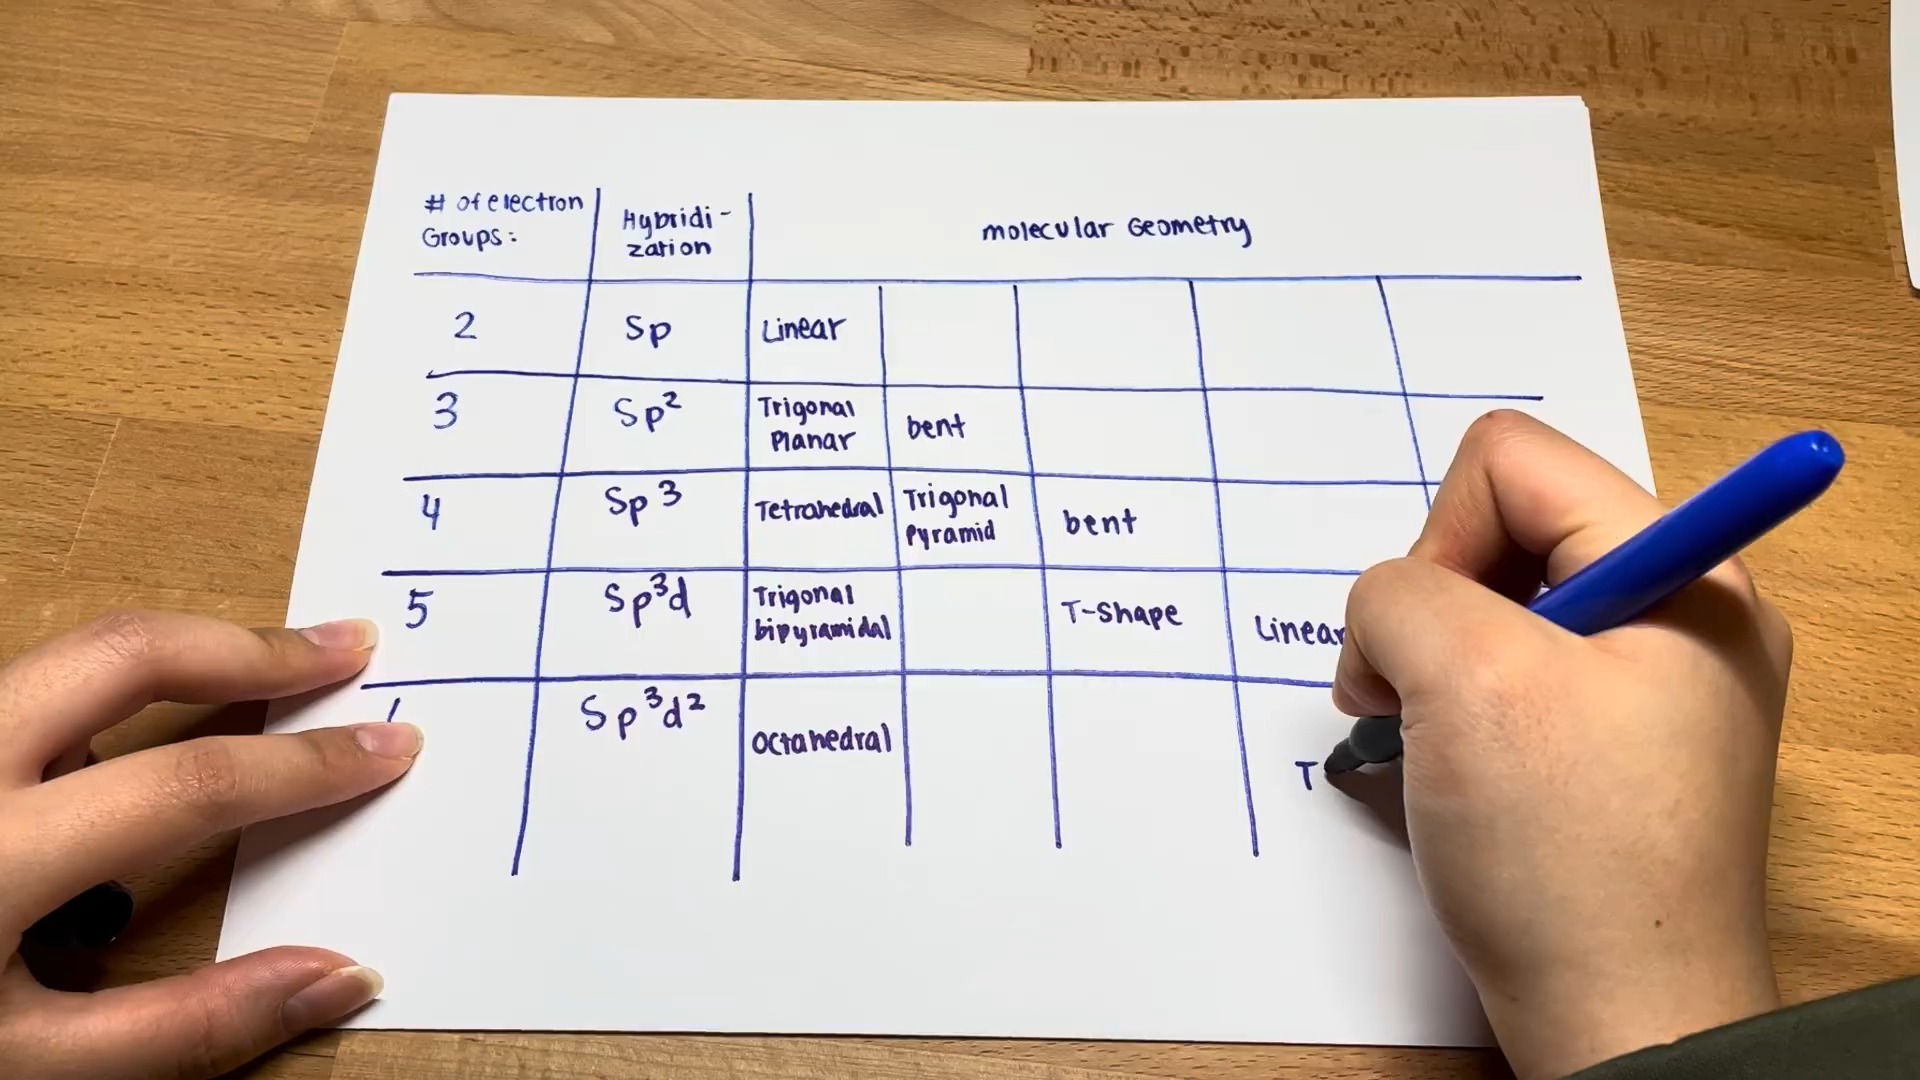 # of electron
Groups:
Hybridi-
zation
molecular Geometry
2
Sp
Linear
3
Sp²
Trigonal
Planar
bent
4
Sp³
Tetrahedral
Trigonal
Pyramid
bent
5
Sp³d
Trigonal
bipyramidal
T-Shape
Linear
Sp³d²
Octahedral
T